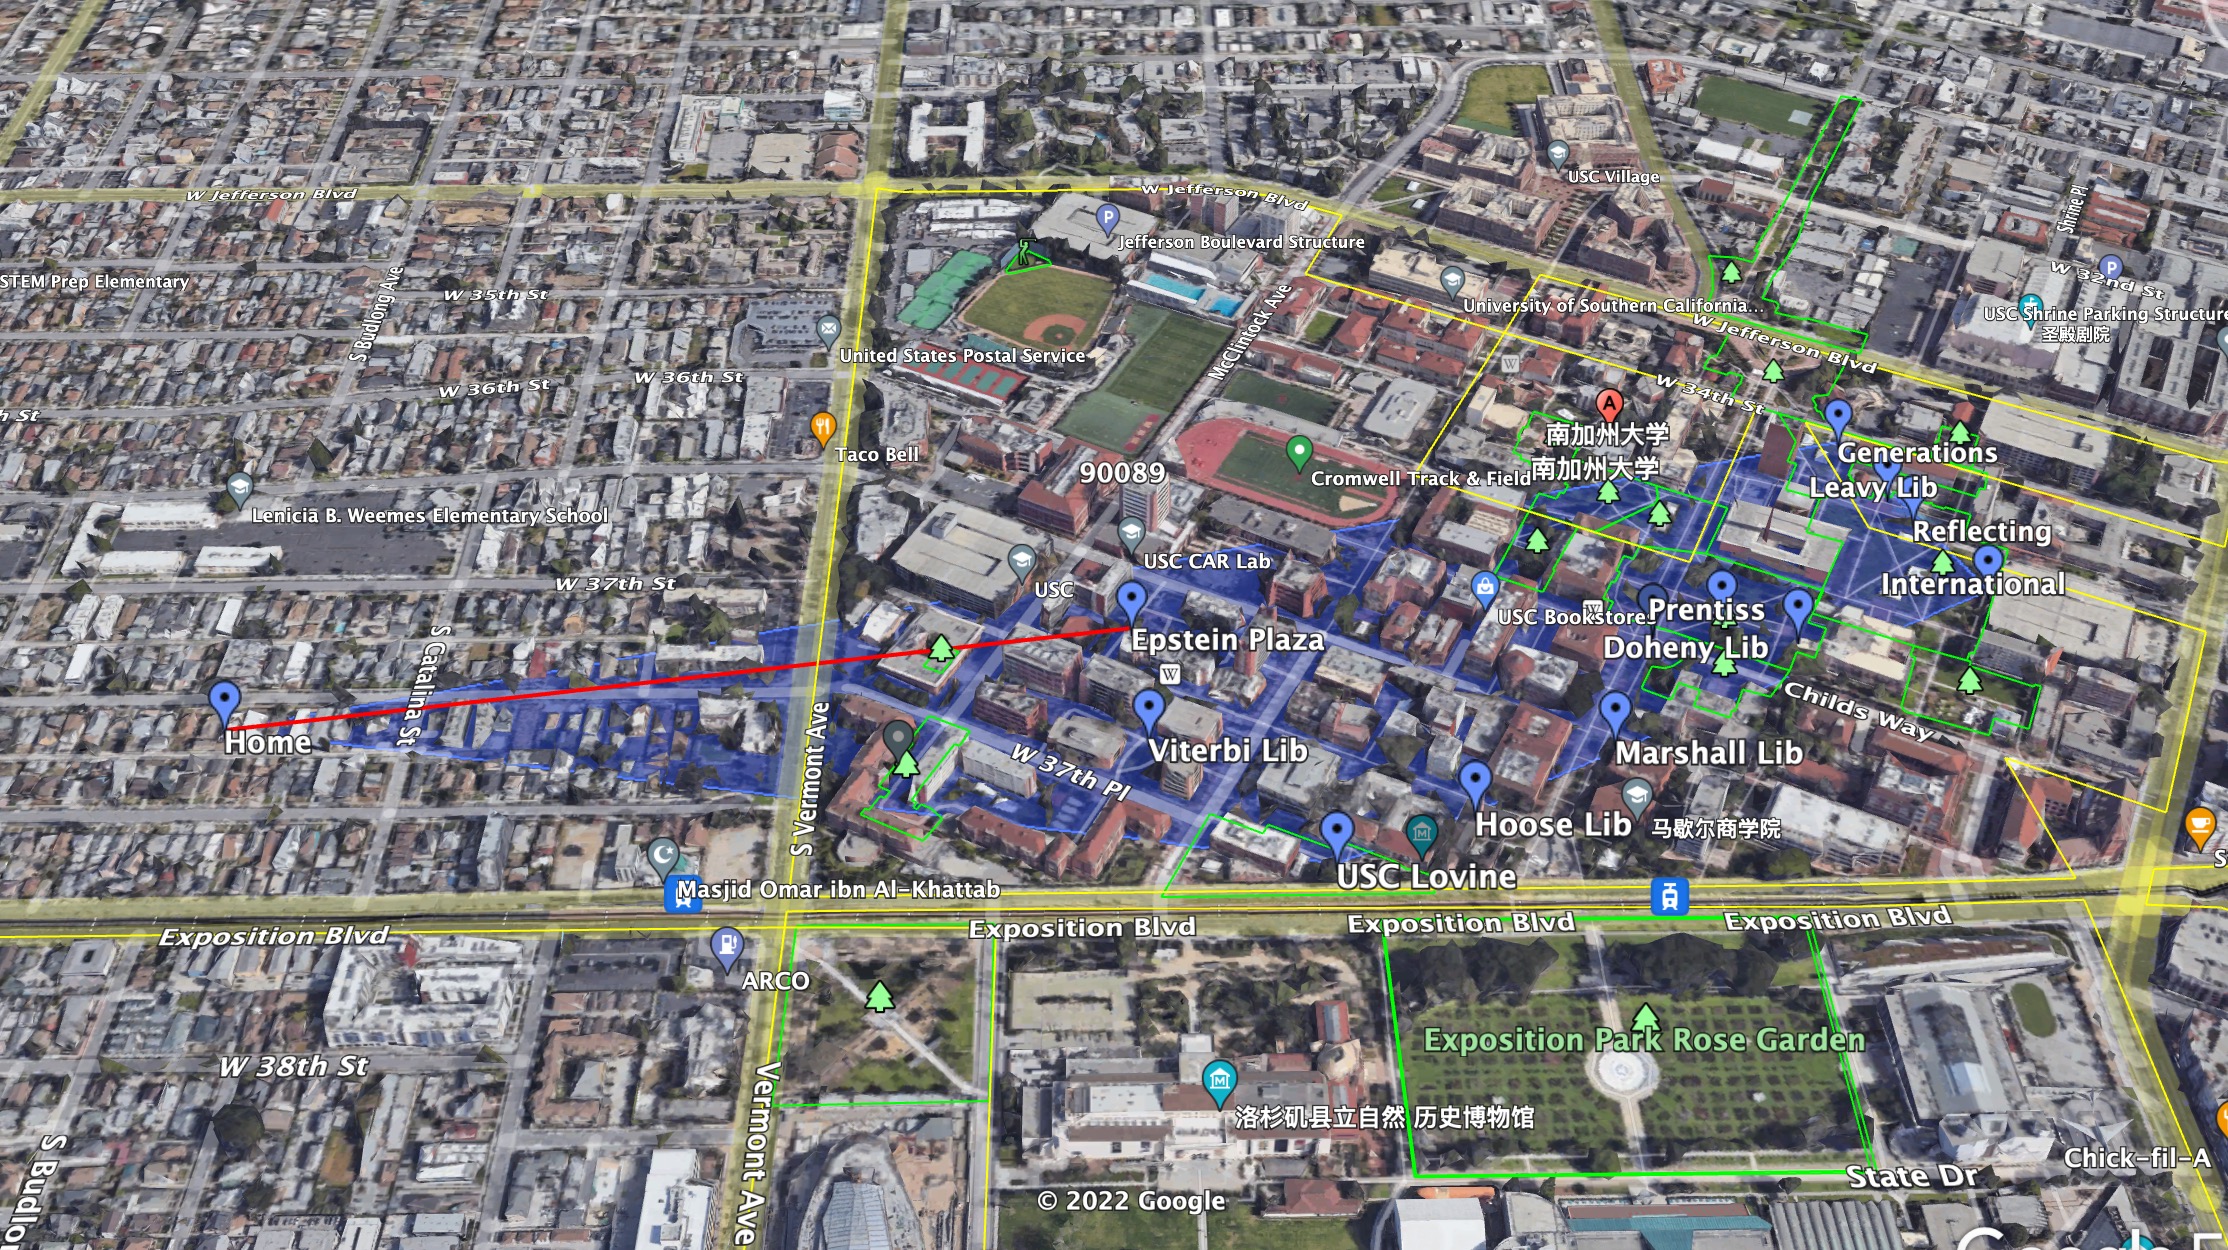 W Jefferson Blvd
W Jefferson Blvd
USC Village
Shrine Pl
Jefferson Boulevard Structure
STEM Prep Elementary
S Budlong Ave
W 35th St
McClintock Ave
University of Southern California...
W 32nd St
USC Shrine Parking Structure
圣殿剧院
W Jefferson Blvd
United States Postal Service
W 36th St
W 36th St
W 34th St
h St
Taco Bell
90089
Cromwell Track & Field
A
南加州大学
南加州大学
Generations
Leavy Lib
Lenicia B. Weemes Elementary School
Reflecting
W 37th St
USC
USC CAR Lab
International
USC Bookstores
Prentiss
Epstein Plaza
Doheny Lib
S Catalina St
Home
Childs Way
Viterbi Lib
Marshall Lib
W 37th Pl
S Vermont Ave
Hoose Lib
马歇尔商学院
USC Lovine
S
Masjid Omar ibn Al-Khattab
Exposition Blvd
Exposition Blvd
Exposition Blvd
Exposition Blvd
ARCO
Exposition Park Rose Garden
W 38th St
洛杉矶县立自然 历史博物馆
Vermont Ave
S Budlo
Chick-fil-A
State Dr
© 2022 Google